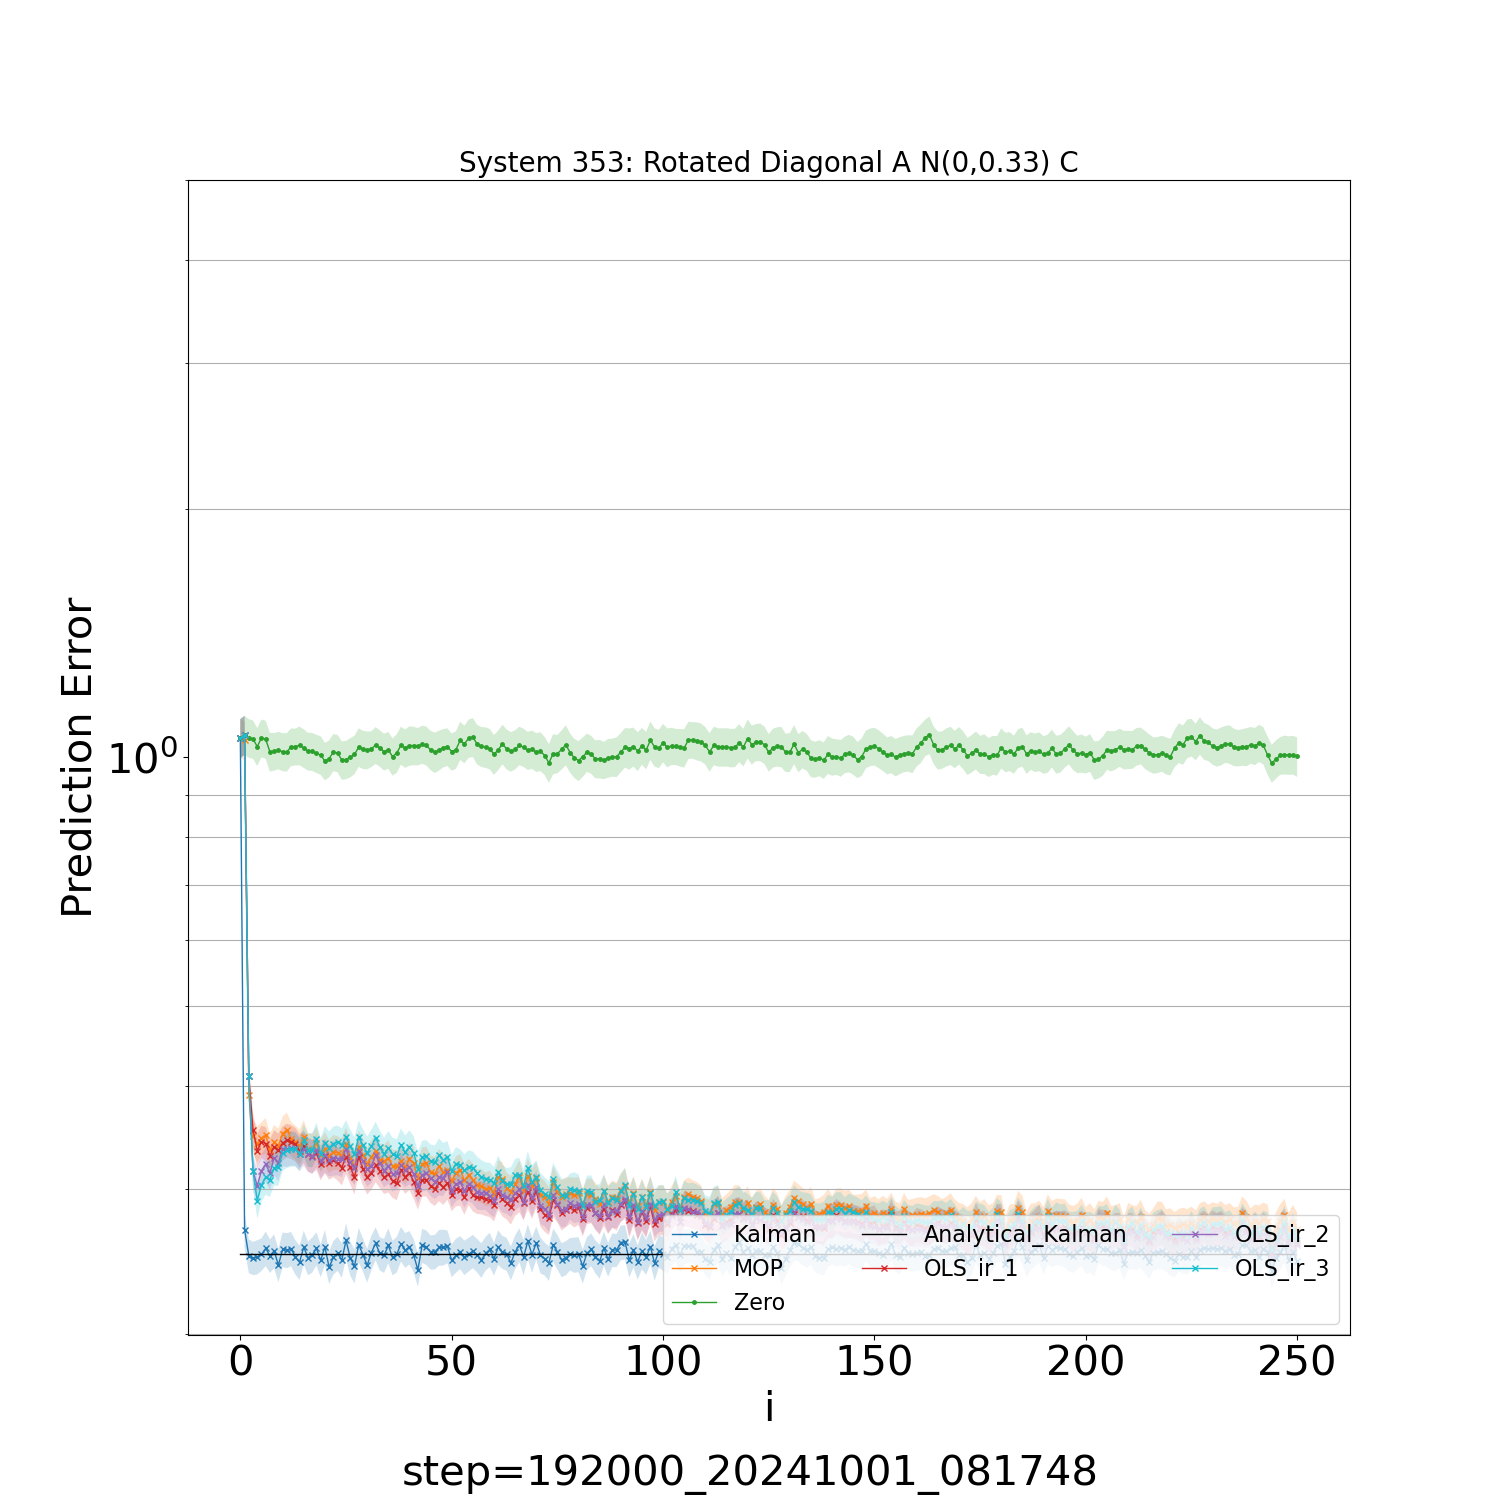 System 353: Rotated Diagonal A N(0,0.33) C
Prediction Error
10⁰
Kalman
MOP
Zero
Analytical_Kalman
OLS_ir_1
OLS_ir_2
OLS_ir_3
0 50 100 150 200 250
i
step=192000_20241001_081748